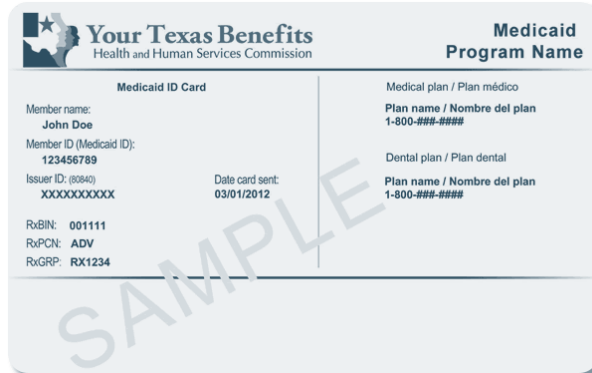 Your Texas Benefits
Health and Human Services Commission
Medicaid
Program Name
Medicaid ID Card
Member name:
John Doe
Member ID (Medicaid ID):
123456789
Issuer ID: (80840)
Date card sent:
XXXXXXXXXX
03/01/2012
RxBIN: 001111
RxPCN: ADV
RxGRP: RX1234
Medical plan / Plan médico
Plan name / Nombre del plan
1-800-###-####
Dental plan / Plan dental
Plan name / Nombre del plan
1-800-###-####
SAMPLE